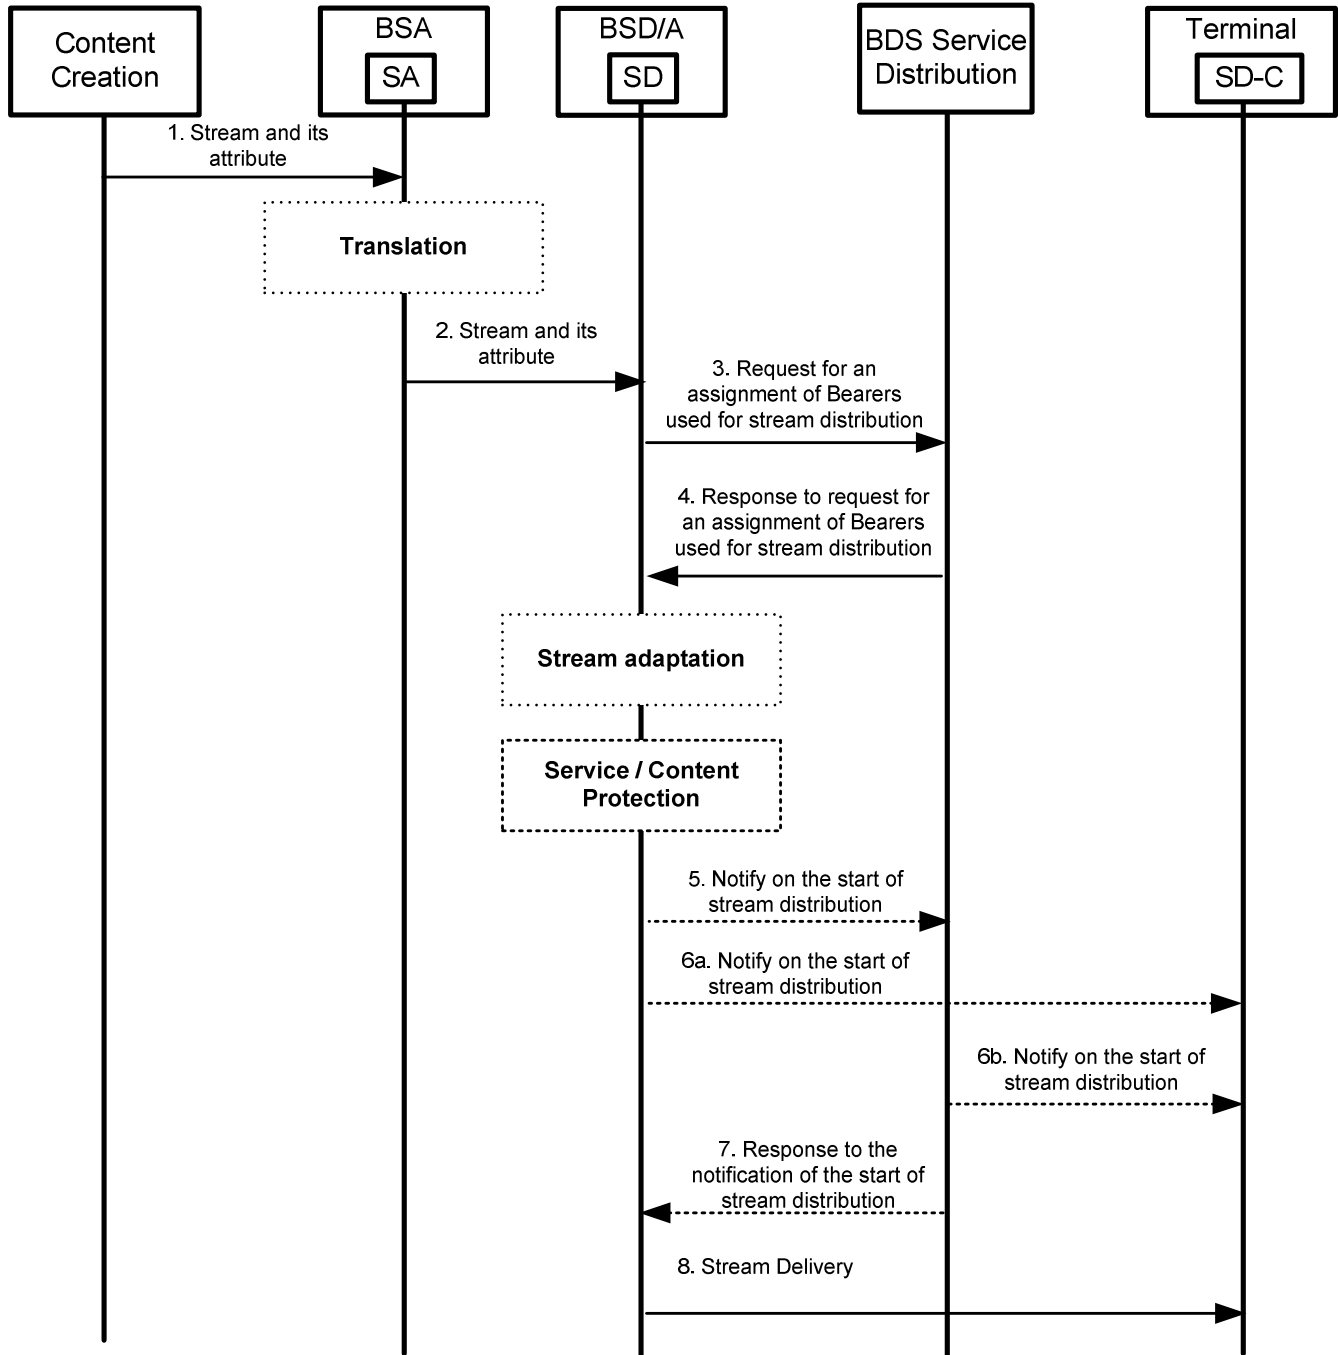 Content
Creation
BSA
SA
BSD/A
SD
BDS Service
Distribution
Terminal
SD-C
1. Stream and its
attribute
Translation
2. Stream and its
attribute
3. Request for an
assignment of Bearers
used for stream distribution
4. Response to request for
an assignment of Bearers
used for stream distribution
Stream adaptation
Service / Content
Protection
5. Notify on the start of
stream distribution
6a. Notify on the start of
stream distribution
6b. Notify on the start of
stream distribution
7. Response to the
notification of the start of
stream distribution
8. Stream Delivery